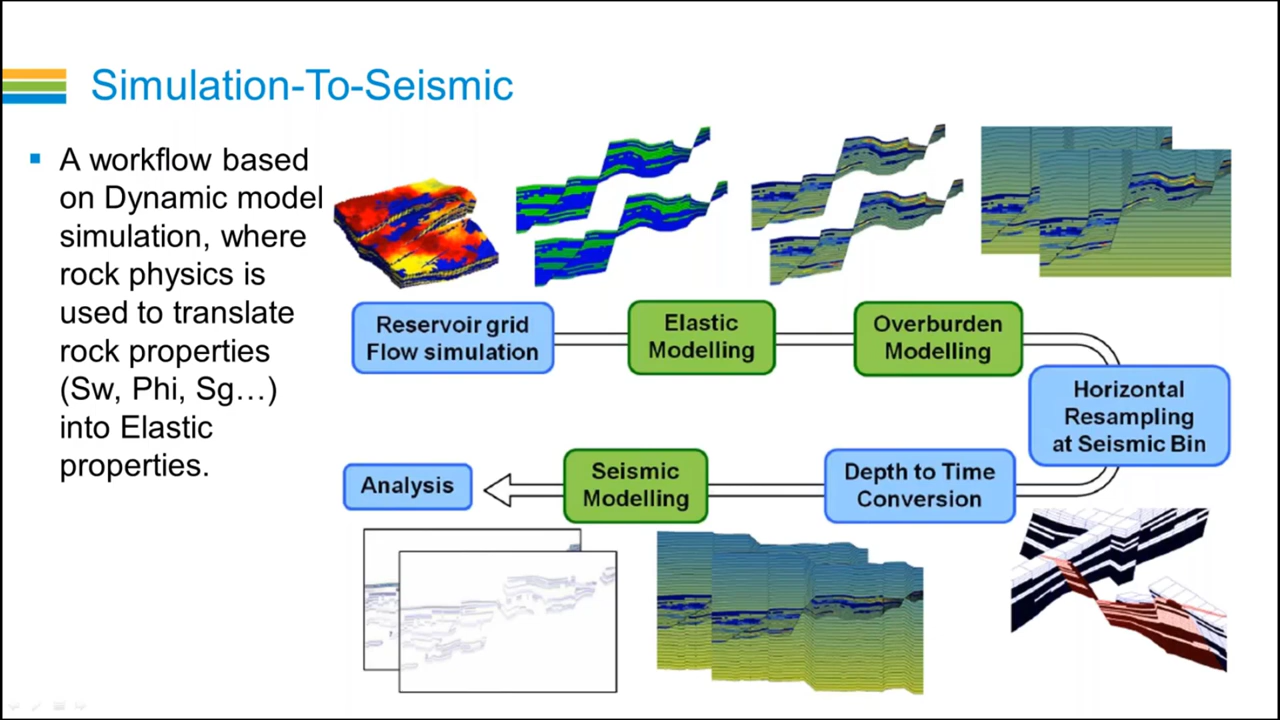 Simulation-To-Seismic
▪ A workflow based
on Dynamic model
simulation, where
rock physics is
used to translate
rock properties
(Sw, Phi, Sg…)
into Elastic
properties.
Reservoir grid
Flow simulation
Elastic
Modelling
Overburden
Modelling
Horizontal
Resampling
at Seismic Bin
Depth to Time
Conversion
Seismic
Modelling
Analysis